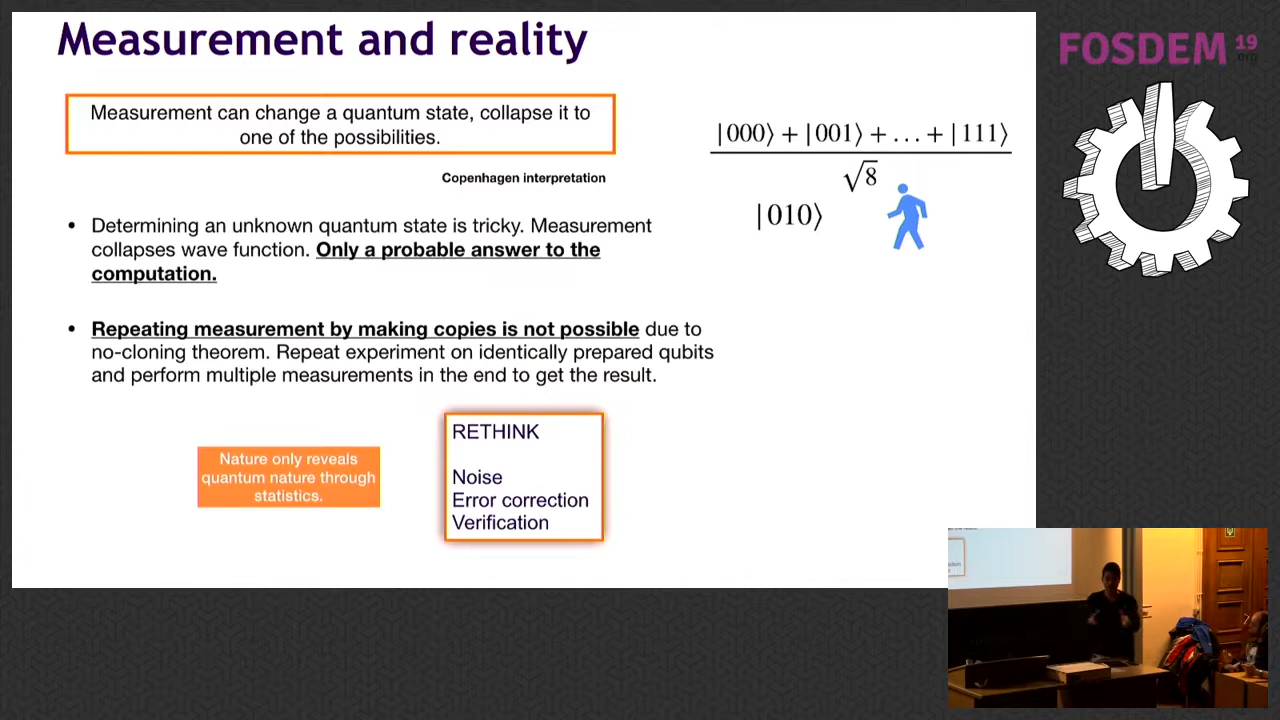 Measurement and reality
Measurement can change a quantum state, collapse it to
one of the possibilities.
Copenhagen interpretation
|000⟩ + |001⟩ + … + |111⟩
√8
|010⟩
• Determining an unknown quantum state is tricky. Measurement
collapses wave function. Only a probable answer to the
computation.
• Repeating measurement by making copies is not possible due to
no-cloning theorem. Repeat experiment on identically prepared qubits
and perform multiple measurements in the end to get the result.
Nature only reveals
quantum nature through
statistics.
RETHINK
Noise
Error correction
Verification
FOSDEM 19
.org